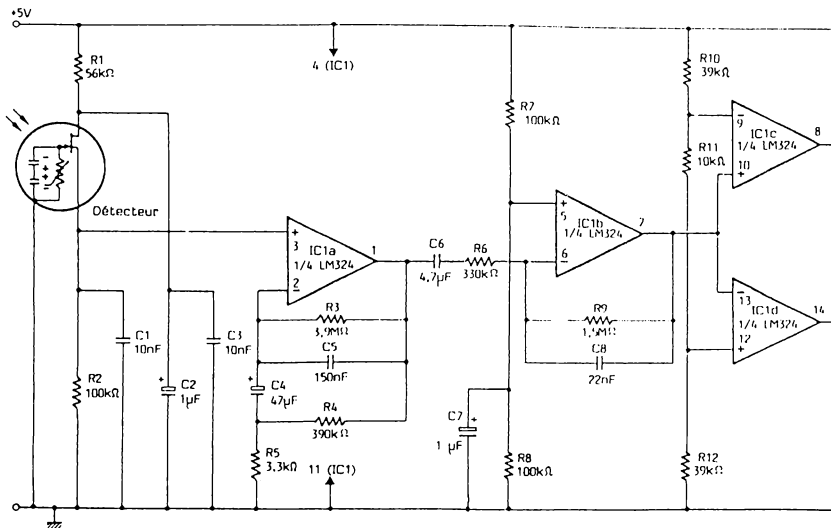 +5V
R1
56kΩ
4 (IC1)
Détecteur
R2
100kΩ
C1
10nF
C2
1µF
C3
10nF
+
3
IC1a
1/4 LM324
1
2
−
R3
3,9MΩ
C5
150nF
C4
47µF
R4
390kΩ
R5
3,3kΩ
11 (IC1)
C6
4,7µF
R6
330kΩ
R7
100kΩ
+
5
IC1b
1/4 LM324
7
6
−
C7
1 µF
R8
100kΩ
R9
1,5MΩ
C8
22nF
R10
39kΩ
R11
10kΩ
R12
39kΩ
−
9
IC1c
1/4 LM324
8
10
+
−
13
IC1d
1/4 LM324
14
12
+